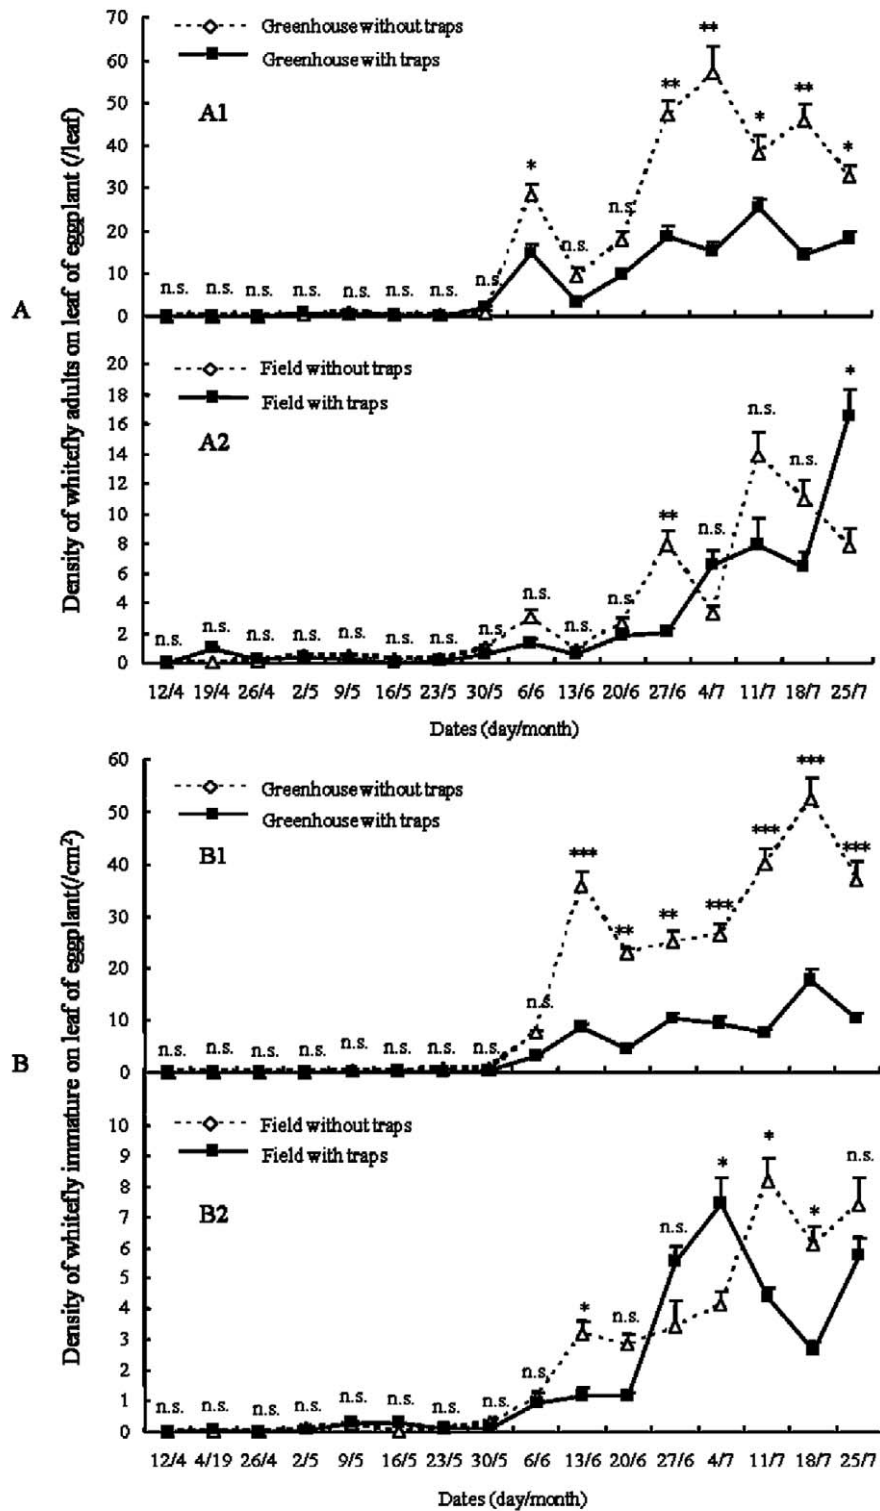 A
Density of whitefly adults on leaf of eggplant (/leaf)
70
60
50
40
30
20
10
0
Greenhouse without traps
Greenhouse with traps
A1
n.s. n.s. n.s. n.s. n.s. n.s. n.s. n.s. * n.s. n.s. ** ** * ** *
20
18
16
14
12
10
8
6
4
2
0
Field without traps
Field with traps
A2
n.s. n.s. n.s. n.s. n.s. n.s. n.s. n.s. n.s. n.s. n.s. ** n.s. n.s. n.s. *
12/4 19/4 26/4 2/5 9/5 16/5 23/5 30/5 6/6 13/6 20/6 27/6 4/7 11/7 18/7 25/7
Dates (day/month)
B
Density of whitefly immature on leaf of eggplant(/cm²)
60
50
40
30
20
10
0
Greenhouse without traps
Greenhouse with traps
B1
n.s. n.s. n.s. n.s. n.s. n.s. n.s. n.s. n.s. *** ** ** *** *** *** ***
10
9
8
7
6
5
4
3
2
1
0
Field without traps
Field with traps
B2
n.s. n.s. n.s. n.s. n.s. n.s. n.s. n.s. n.s. * n.s. n.s. * * * n.s.
12/4 4/19 26/4 2/5 9/5 16/5 23/5 30/5 6/6 13/6 20/6 27/6 4/7 11/7 18/7 25/7
Dates (day/month)